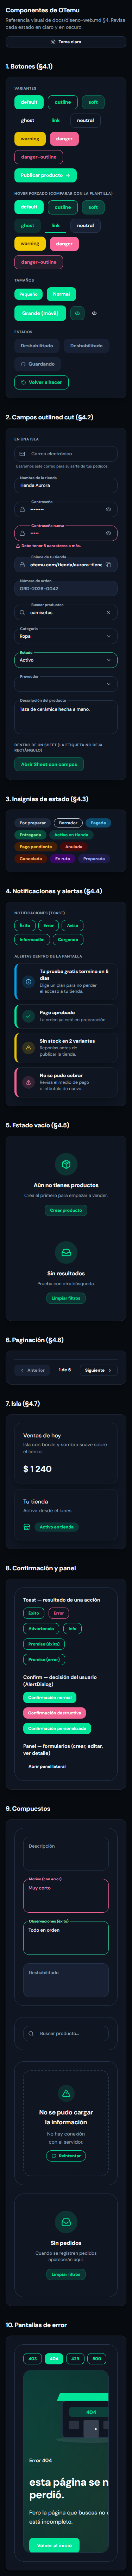 Componentes de OTemu
Referencia visual de docs/diseno-web.md §4. Revisa
cada estado en claro y en oscuro.
Tema claro
1. Botones (§4.1)
VARIANTES
default
outline
soft
ghost
link
neutral
warning
danger
danger-outline
Publicar producto
HOVER FORZADO (COMPARAR CON LA PLANTILLA)
default
outline
soft
ghost
link
neutral
warning
danger
danger-outline
TAMAÑOS
Pequeño
Normal
Grande (móvil)
ESTADOS
Deshabilitado
Deshabilitado
Guardando
Volver a hacer
2. Campos outlined cut (§4.2)
EN UNA ISLA
Correo electrónico
Usaremos este correo para avisarte de tus pedidos.
Nombre de la tienda
Tienda Aurora
Contraseña
Contraseña nueva
Debe tener 8 caracteres o más.
Enlace de tu tienda
otemu.com/tienda/aurora-tienc
Número de orden
ORD-2026-0042
Buscar productos
camisetas
Categoría
Ropa
Estado
Activo
Proveedor
Descripción del producto
Taza de cerámica hecha a mano.
DENTRO DE UN SHEET (LA ETIQUETA NO DEJA
RECTÁNGULO)
Abrir Sheet con campos
3. Insignias de estado (§4.3)
Por preparar
Borrador
Pagada
Entregada
Activo en tienda
Pago pendiente
Anulada
Cancelada
En ruta
Preparada
4. Notificaciones y alertas (§4.4)
NOTIFICACIONES (TOAST)
Éxito
Error
Aviso
Información
Cargando
ALERTAS DENTRO DE LA PANTALLA
Tu prueba gratis termina en 5
días
Elige un plan para no perder
el acceso a tu tienda.
Pago aprobado
La orden ya está en preparación.
Sin stock en 2 variantes
Repónlas antes de
publicar la tienda.
No se pudo cobrar
Revisa el medio de pago
e inténtalo de nuevo.
5. Estado vacío (§4.5)
Aún no tienes productos
Crea el primero para empezar a vender.
Crear producto
Sin resultados
Prueba con otra búsqueda.
Limpiar filtros
6. Paginación (§4.6)
Anterior
1 de 5
Siguiente
7. Isla (§4.7)
Ventas de hoy
Isla con borde y sombra suave sobre
el lienzo.
$ 1 240
Tu tienda
Activa desde el lunes
Activo en tienda
8. Confirmación y panel
Toast — resultado de una acción
Éxito
Error
Advertencia
Info
Promise (éxito)
Promise (error)
Confirm — decisión del usuario
(AlertDialog)
Confirmación normal
Confirmación destructiva
Confirmación personalizada
Panel — formularios (crear, editar,
ver detalle)
Abrir panel lateral
9. Compuestos
Descripción
Motivo (con error)
Muy corto
Observaciones (éxito)
Todo en orden
Deshabilitado
Buscar producto…
No se pudo cargar
la información
No hay conexión
con el servidor.
Reintentar
Sin pedidos
Cuando se registren pedidos
aparecerán aquí.
Limpiar filtros
10. Pantallas de error
403
404
429
500
404
Error 404
esta página se n
perdió.
Pero la página que buscas no e
está incompleto.
Volver al inicio